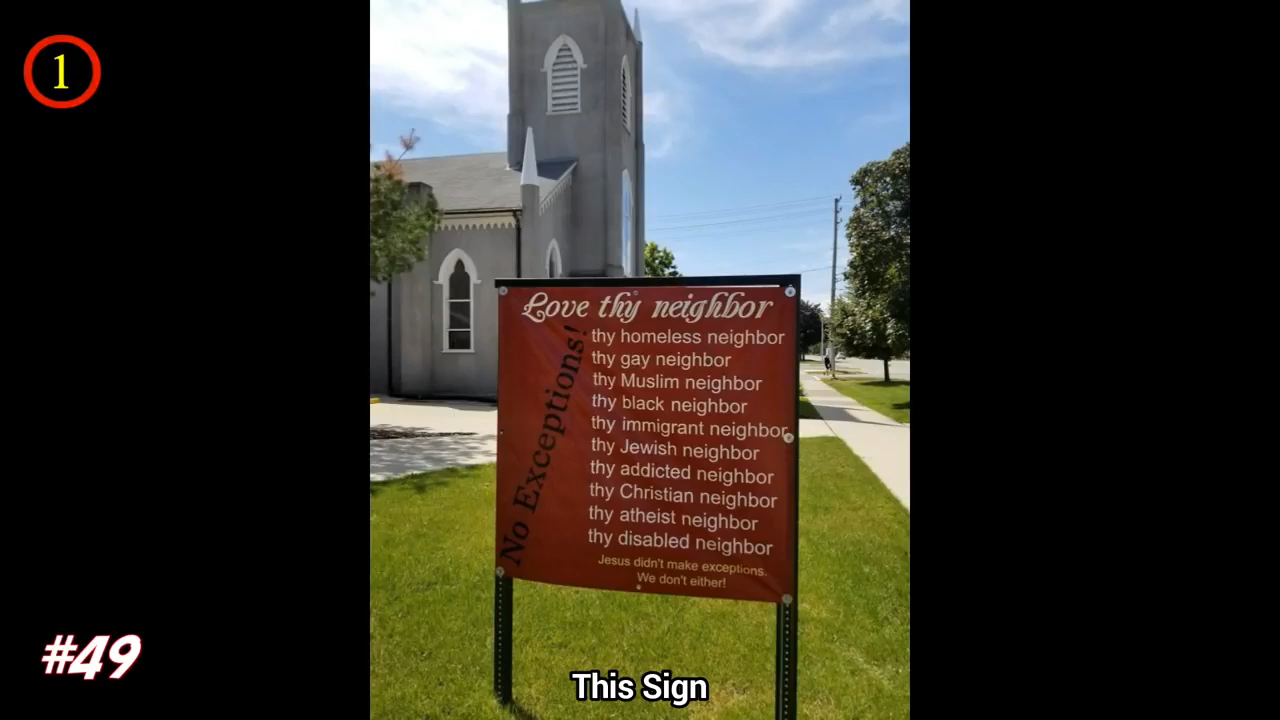 1
Love thy neighbor
No Exceptions!
thy homeless neighbor
thy gay neighbor
thy Muslim neighbor
thy black neighbor
thy immigrant neighbor
thy Jewish neighbor
thy addicted neighbor
thy Christian neighbor
thy atheist neighbor
thy disabled neighbor
Jesus didn't make exceptions.
We don't either!
#49
This Sign